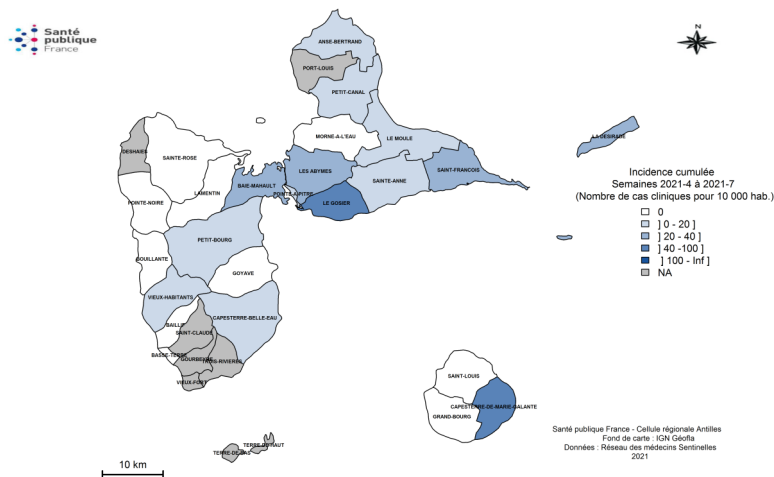 Santé
publique
France
N
ANSE-BERTRAND
PORT-LOUIS
PETIT-CANAL
MORNE-A-L'EAU
LE MOULE
DESHAIES
SAINTE-ROSE
LA DESIRADE
LAMENTIN
BAIE-MAHAULT
LES ABYMES
POINTE-A-PITRE
LE GOSIER
SAINTE-ANNE
SAINT-FRANCOIS
POINTE-NOIRE
PETIT-BOURG
BOUILLANTE
GOYAVE
VIEUX-HABITANTS
CAPESTERRE-BELLE-EAU
BAILLIF
SAINT-CLAUDE
BASSE-TERRE
GOURBEYRE
TROIS-RIVIERES
VIEUX-FORT
TERRE-DE-BAS
TERRE-DE-HAUT
SAINT-LOUIS
GRAND-BOURG
CAPESTERRE-DE-MARIE-GALANTE
Incidence cumulée
Semaines 2021-4 à 2021-7
(Nombre de cas cliniques pour 10 000 hab.)
0
] 0 - 20 ]
] 20 - 40 ]
] 40 -100 ]
] 100 - Inf ]
NA
Santé publique France - Cellule régionale Antilles
Fond de carte : IGN Géofla
Données : Réseau des médecins Sentinelles
2021
10 km